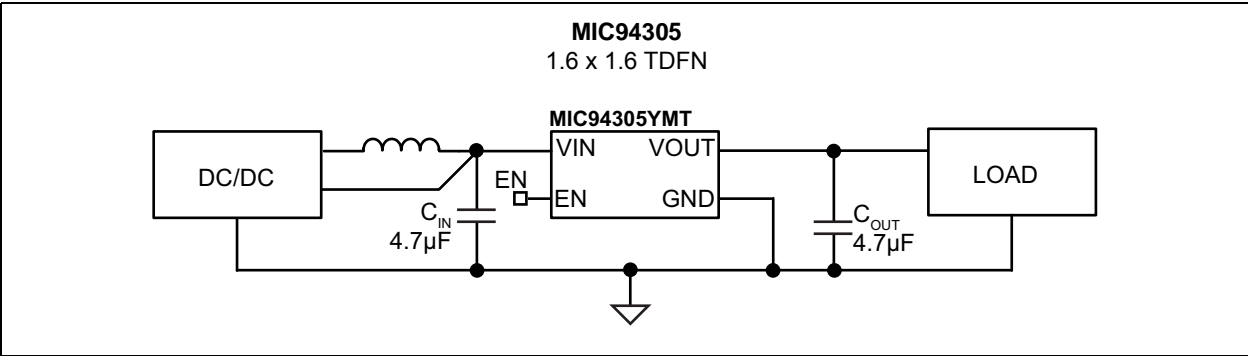 MIC94305
1.6 x 1.6 TDFN
MIC94305YMT
DC/DC
VIN
VOUT
LOAD
EN
EN
GND
CIN
4.7µF
COUT
4.7µF